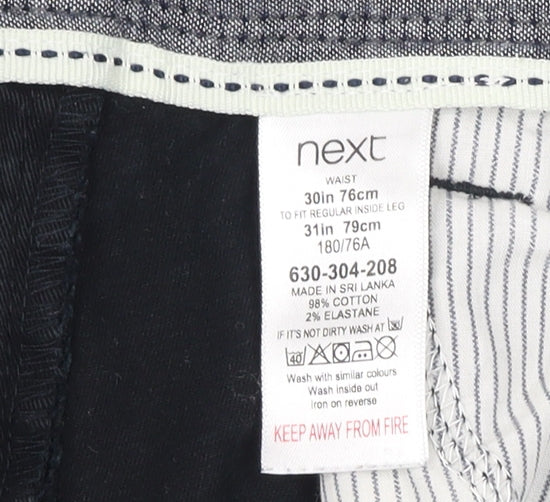 next
WAIST
30in 76cm
TO FIT REGULAR INSIDE LEG
31in 79cm
180/76A
630-304-208
MADE IN SRI LANKA
98% COTTON
2% ELASTANE
IF IT'S NOT DIRTY WASH AT
40
Wash with similar colours
Wash inside out
Iron on reverse
KEEP AWAY FROM FIRE